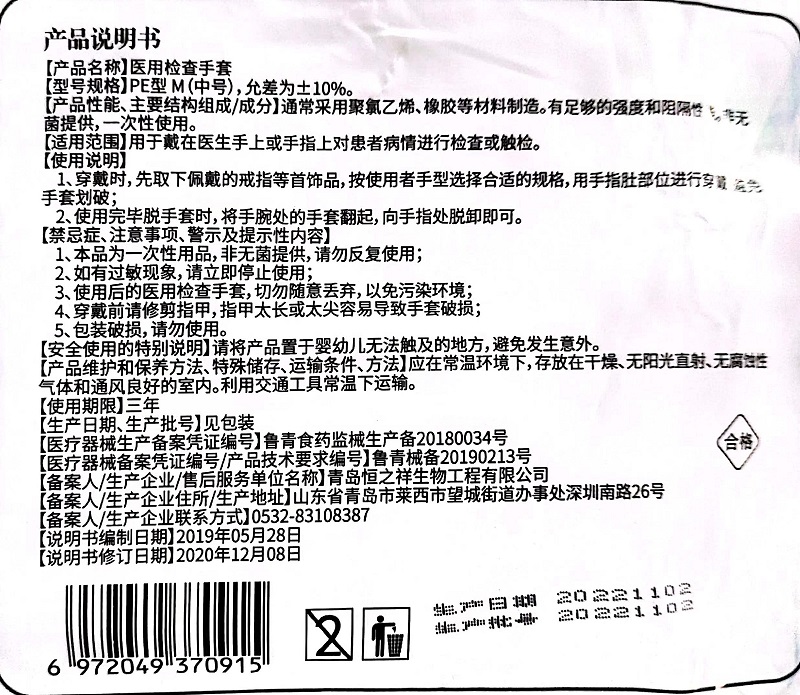 产品说明书
【产品名称】医用检查手套
【型号规格】PE型 M(中号)，允差为±10%。
【产品性能、主要结构组成/成分】通常采用聚氯乙烯、橡胶等材料制造。有足够的强度和阻隔性 非无
菌提供，一次性使用。
【适用范围】用于戴在医生手上或手指上对患者病情进行检查或触检。
【使用说明】
1、穿戴时，先取下佩戴的戒指等首饰品，按使用者手型选择合适的规格，用手指肚部位进行穿戴 避免
手套划破；
2、使用完毕脱手套时，将手腕处的手套翻起，向手指处脱卸即可。
【禁忌症、注意事项、警示及提示性内容】
1、本品为一次性用品，非无菌提供，请勿反复使用；
2、如有过敏现象，请立即停止使用；
3、使用后的医用检查手套，切勿随意丢弃，以免污染环境；
4、穿戴前请修剪指甲，指甲太长或太尖容易导致手套破损；
5、包装破损，请勿使用。
【安全使用的特别说明】请将产品置于婴幼儿无法触及的地方，避免发生意外。
【产品维护和保养方法、特殊储存、运输条件、方法】应在常温环境下，存放在干燥、无阳光直射、无腐蚀性
气体和通风良好的室内。利用交通工具常温下运输。
【使用期限】三年
【生产日期、生产批号】见包装
【医疗器械生产备案凭证编号】鲁青食药监械生产备20180034号
【医疗器械备案凭证编号/产品技术要求编号】鲁青械备20190213号
【备案人/生产企业/售后服务单位名称】青岛恒之祥生物工程有限公司
【备案人/生产企业住所/生产地址】山东省青岛市莱西市望城街道办事处深圳南路26号
【备案人/生产企业联系方式】0532-83108387
【说明书编制日期】2019年05月28日
【说明书修订日期】2020年12月08日
合格
生产日期 20221102
生产批号 20221102
2
6 972049 370915